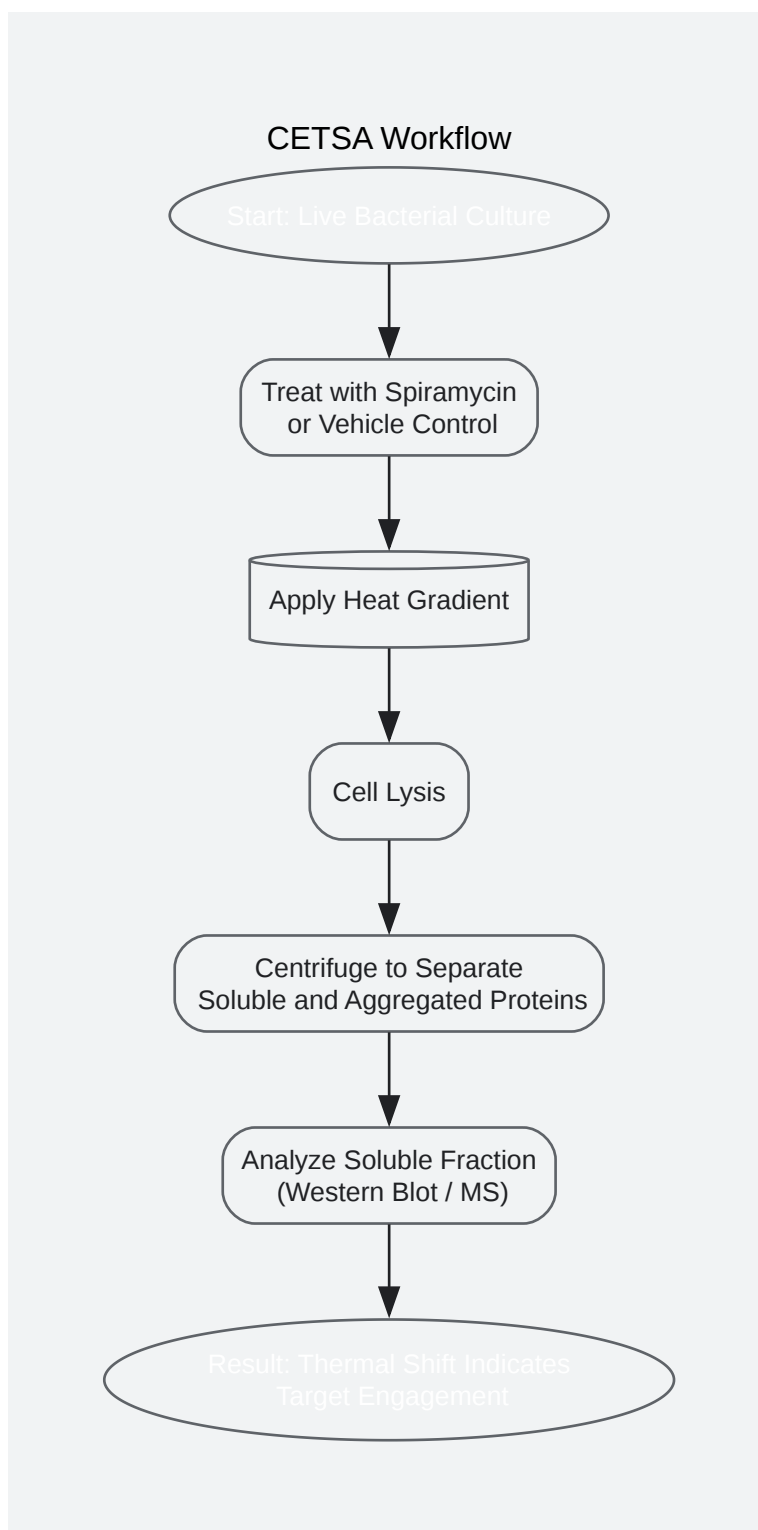 CETSA Workflow
Start: Live Bacterial Culture
Treat with Spiramycin
or Vehicle Control
Apply Heat Gradient
Cell Lysis
Centrifuge to Separate
Soluble and Aggregated Proteins
Analyze Soluble Fraction
(Western Blot / MS)
Result: Thermal Shift Indicates
Target Engagement